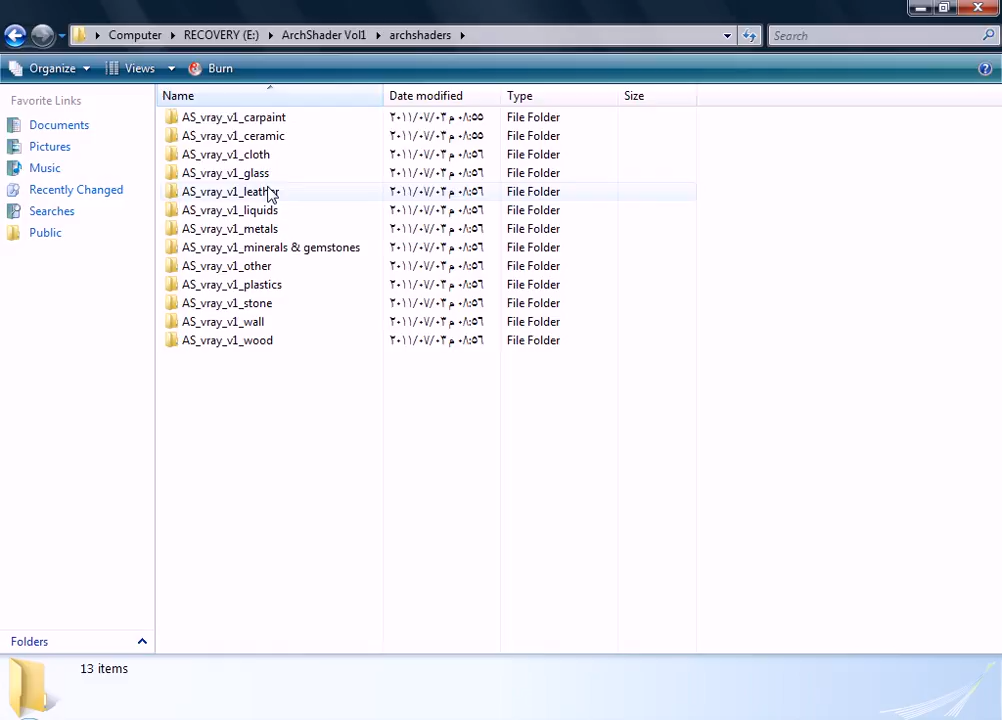 Computer RECOVERY (E:) ArchShader Vol1 archshaders Search
Organize Views Burn
Favorite Links
Documents
Pictures
Music
Recently Changed
Searches
Public
Folders
Name Date modified Type Size
AS_vray_v1_carpaint ٢٠١١/٠٧/٠٣ ٠٨:٥٥ م File Folder
AS_vray_v1_ceramic ٢٠١١/٠٧/٠٣ ٠٨:٥٥ م File Folder
AS_vray_v1_cloth ٢٠١١/٠٧/٠٣ ٠٨:٥٦ م File Folder
AS_vray_v1_glass ٢٠١١/٠٧/٠٣ ٠٨:٥٦ م File Folder
AS_vray_v1_leather ٢٠١١/٠٧/٠٣ ٠٨:٥٦ م File Folder
AS_vray_v1_liquids ٢٠١١/٠٧/٠٣ ٠٨:٥٦ م File Folder
AS_vray_v1_metals ٢٠١١/٠٧/٠٣ ٠٨:٥٦ م File Folder
AS_vray_v1_minerals & gemstones ٢٠١١/٠٧/٠٣ ٠٨:٥٦ م File Folder
AS_vray_v1_other ٢٠١١/٠٧/٠٣ ٠٨:٥٦ م File Folder
AS_vray_v1_plastics ٢٠١١/٠٧/٠٣ ٠٨:٥٦ م File Folder
AS_vray_v1_stone ٢٠١١/٠٧/٠٣ ٠٨:٥٦ م File Folder
AS_vray_v1_wall ٢٠١١/٠٧/٠٣ ٠٨:٥٦ م File Folder
AS_vray_v1_wood ٢٠١١/٠٧/٠٣ ٠٨:٥٦ م File Folder
13 items